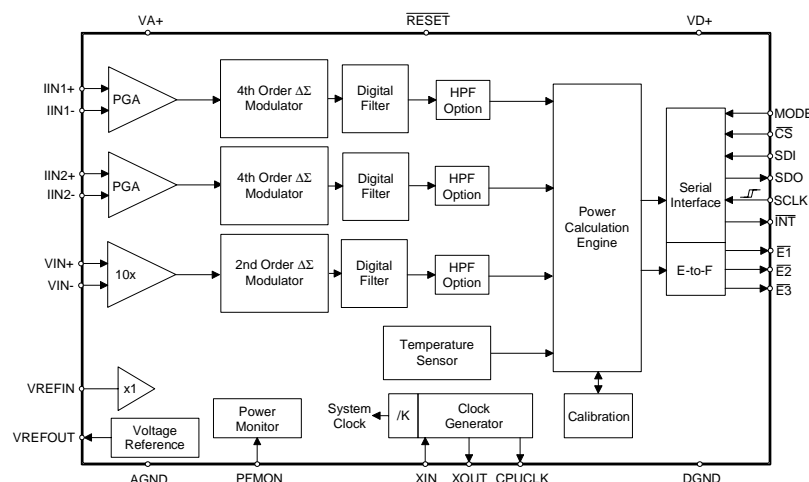 VA+
RESET
VD+
IIN1+
IIN1-
PGA
4th Order ΔΣ
Modulator
Digital
Filter
HPF
Option
IIN2+
IIN2-
PGA
4th Order ΔΣ
Modulator
Digital
Filter
HPF
Option
VIN+
VIN-
10x
2nd Order ΔΣ
Modulator
Digital
Filter
HPF
Option
Power
Calculation
Engine
Serial
Interface
E-to-F
MODE
CS
SDI
SDO
SCLK
INT
E1
E2
E3
Temperature
Sensor
VREFIN
x1
VREFOUT
Voltage
Reference
Power
Monitor
System
Clock
/K
Clock
Generator
Calibration
AGND
PFMON
XIN
XOUT
CPUCLK
DGND